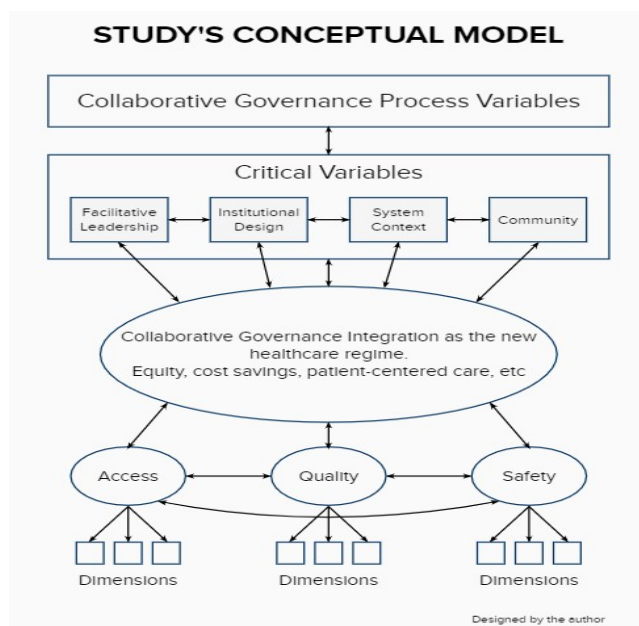 STUDY'S CONCEPTUAL MODEL
Collaborative Governance Process Variables
Critical Variables
Facilitative
Leadership
Institutional
Design
System
Context
Community
Collaborative Governance Integration as the new
healthcare regime.
Equity, cost savings, patient-centered care, etc
Access
Quality
Safety
Dimensions
Dimensions
Dimensions
Designed by the author